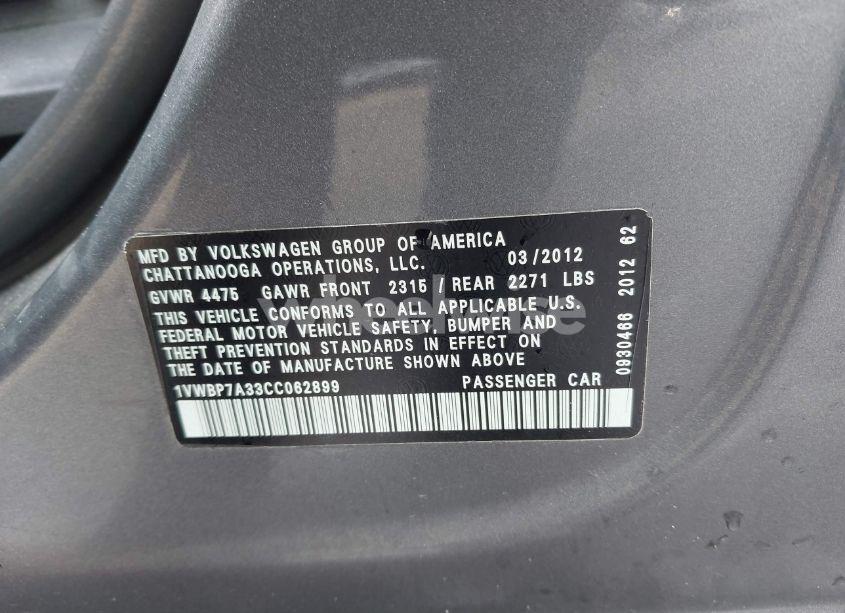 MFD BY VOLKSWAGEN GROUP OF AMERICA
CHATTANOOGA OPERATIONS, LLC. 03/2012
GVWR 4475 GAWR FRONT 2315 / REAR 2271 LBS
THIS VEHICLE CONFORMS TO ALL APPLICABLE U.S.
FEDERAL MOTOR VEHICLE SAFETY, BUMPER AND
THEFT PREVENTION STANDARDS IN EFFECT ON
THE DATE OF MANUFACTURE SHOWN ABOVE
1VWBP7A33CC062899 PASSENGER CAR
0930466 2012 62